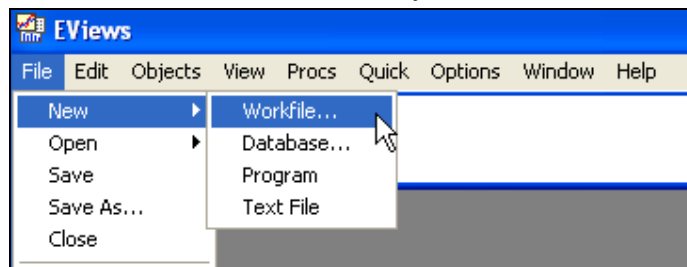 EViews
File Edit Objects View Procs Quick Options Window Help
New Workfile...
Open Database...
Save Program
Save As... Text File
Close